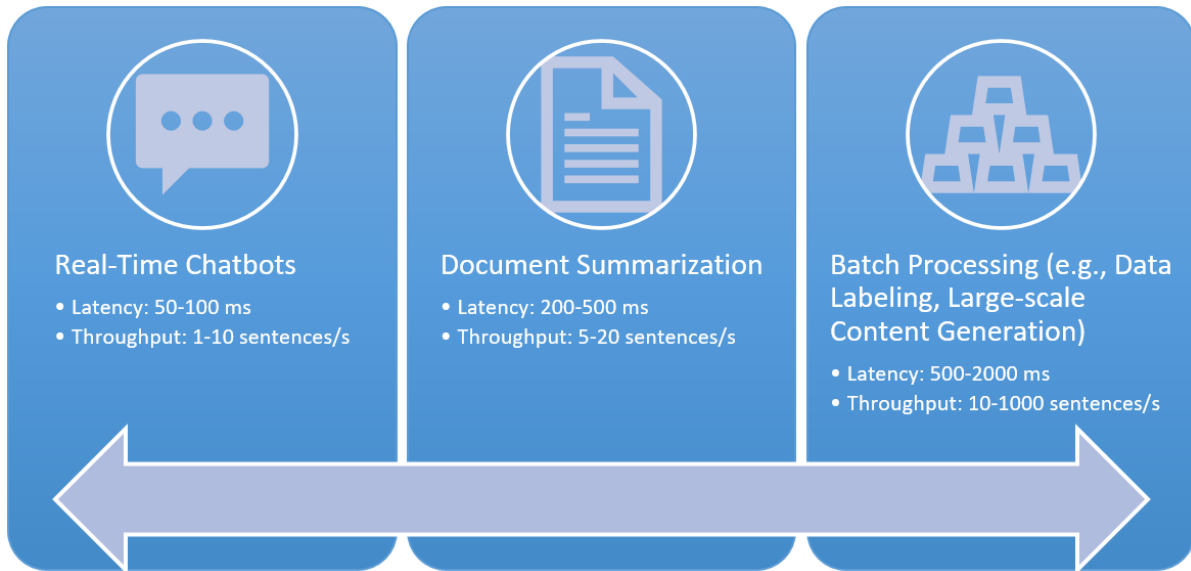 Real-Time Chatbots
• Latency: 50-100 ms
• Throughput: 1-10 sentences/s
Document Summarization
• Latency: 200-500 ms
• Throughput: 5-20 sentences/s
Batch Processing (e.g., Data
Labeling, Large-scale
Content Generation)
• Latency: 500-2000 ms
• Throughput: 10-1000 sentences/s